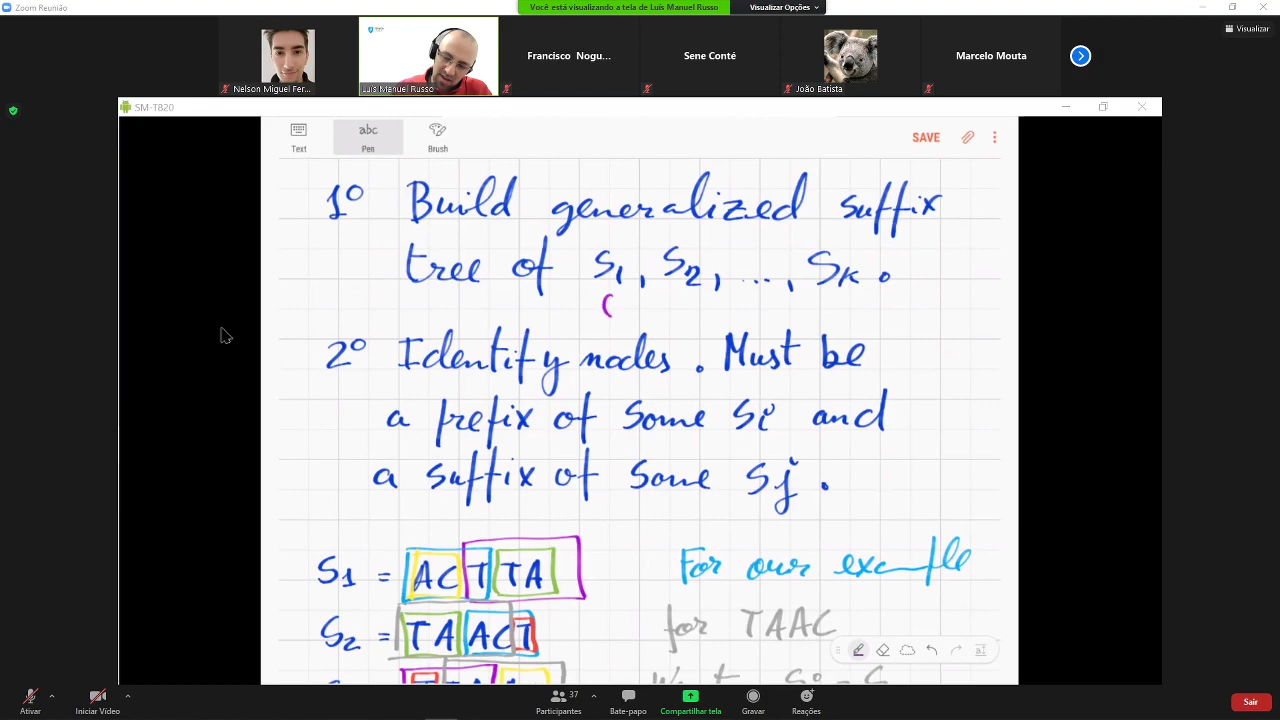 Zoom Reunião
Você está visualizando a tela de Luís Manuel Russo
Visualizar Opções
Visualizar
Nelson Miguel Fer...
Luís Manuel Russo
Francisco Nogu...
Sene Conté
João Batista
Marcelo Mouta
SM-T820
abc
Text
Pen
Brush
SAVE
1º Build generalized suffix
tree of S1, S2, ..., SK.
(
2º Identify nodes. Must be
a prefix of some Si and
a suffix of some Sj.
S1 = ACTTA
For our example
S2 = TAACT
for TAAC
Ativar
Iniciar Vídeo
37
Participantes
Bate-papo
Compartilhar tela
Gravar
Reações
Sair